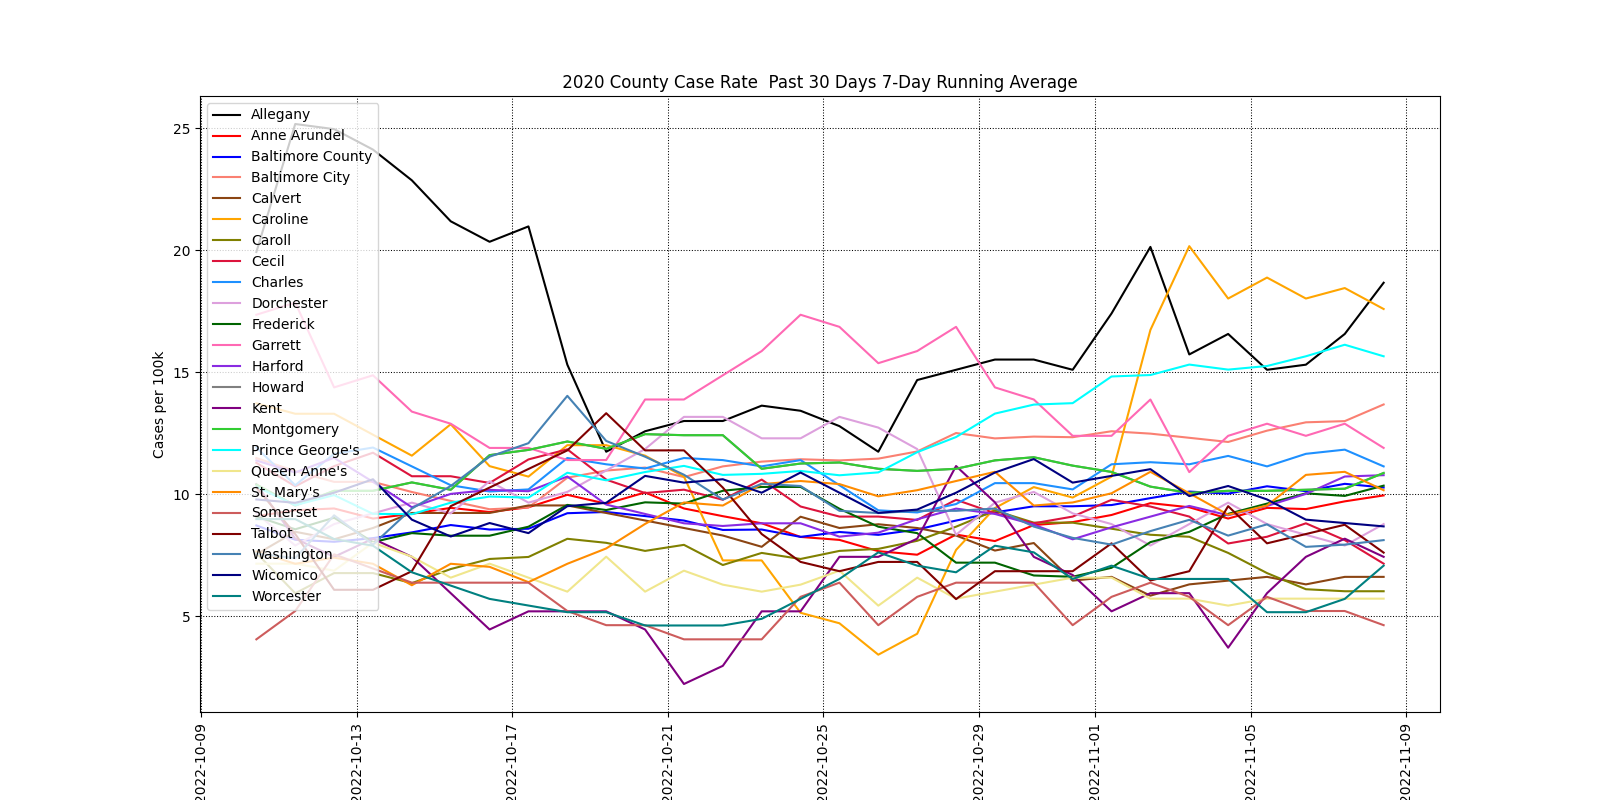 2020 County Case Rate  Past 30 Days 7-Day Running Average
Cases per 100k
25
20
15
10
5
Allegany
Anne Arundel
Baltimore County
Baltimore City
Calvert
Caroline
Caroll
Cecil
Charles
Dorchester
Frederick
Garrett
Harford
Howard
Kent
Montgomery
Prince George's
Queen Anne's
St. Mary's
Somerset
Talbot
Washington
Wicomico
Worcester
2022-10-09
2022-10-13
2022-10-17
2022-10-21
2022-10-25
2022-10-29
2022-11-01
2022-11-05
2022-11-09